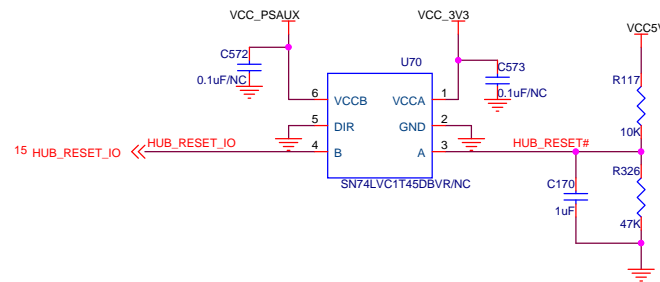 VCC_PSAUX
VCC_3V3
VCC5V
C572
0.1uF/NC
U70
C573
0.1uF/NC
R117
10K
6 VCCB VCCA 1
5 DIR GND 2
4 B A 3
15 HUB_RESET_IO HUB_RESET_IO
HUB_RESET#
SN74LVC1T45DBVR/NC
C170
1uF
R326
47K